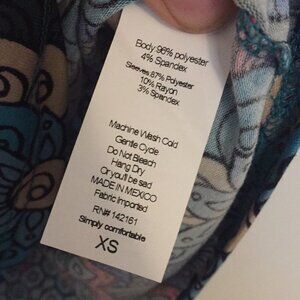 Body 96% polyester
4% Spandex
Sleeves 87% Polyester
10% Rayon
3% Spandex
Machine Wash Cold
Gentle Cycle
Do Not Bleach
Hang Dry
Or you'll be sad
MADE IN MEXICO
Fabric Imported
RN# 142161
Simply comfortable
XS